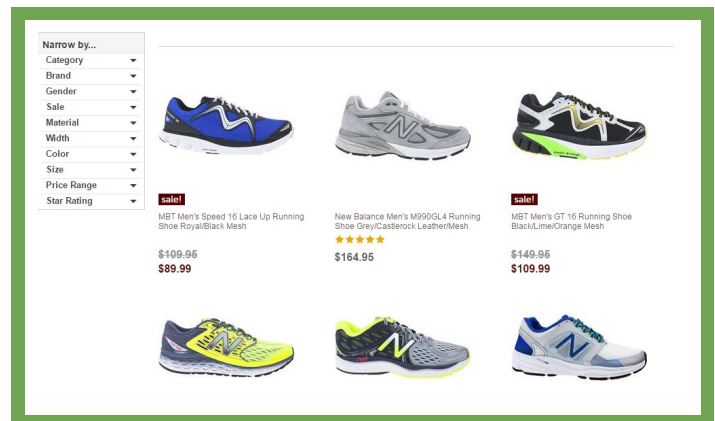 Narrow by...
Category
Brand
Gender
Sale
Material
Width
Color
Size
Price Range
Star Rating
sale!
MBT Men's Speed 16 Lace Up Running
Shoe Royal/Black Mesh
$109.95
$89.99
New Balance Men's M990GL4 Running
Shoe Grey/Castlerock Leather/Mesh
$164.95
sale!
MBT Men's GT 16 Running Shoe
Black/Lime/Orange Mesh
$149.95
$109.99